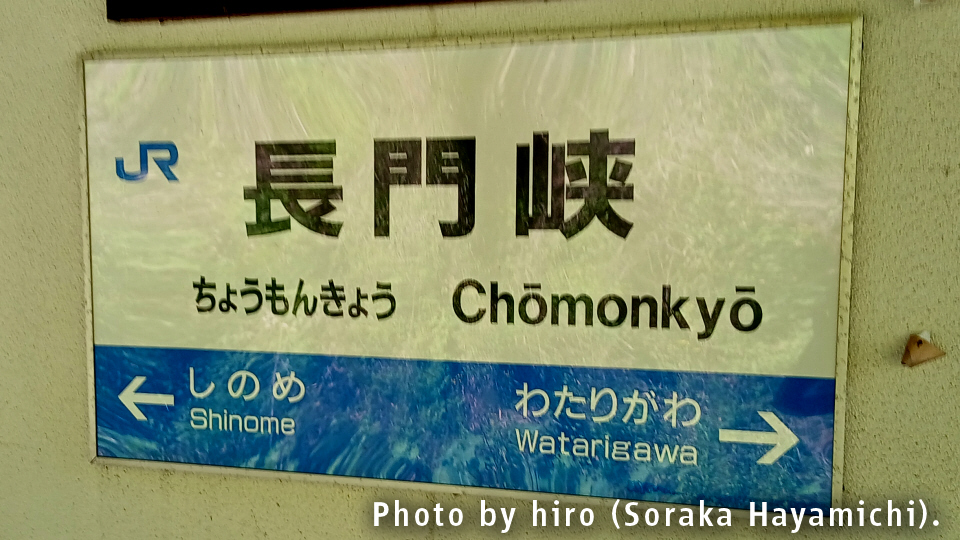 JR
長門峡
ちょうもんきょう Chōmonkyō
← しのめ
Shinome
わたりがわ →
Watarigawa
Photo by hiro (Soraka Hayamichi).